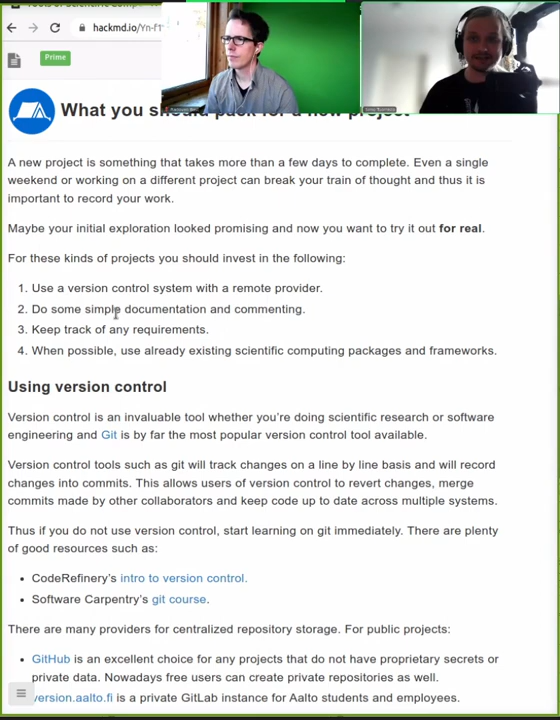 hackmd.io/Yn-f1
Prime
What you should pack for a new project
A new project is something that takes more than a few days to complete. Even a single
weekend or working on a different project can break your train of thought and thus it is
important to record your work.
Maybe your initial exploration looked promising and now you want to try it out for real.
For these kinds of projects you should invest in the following:
1. Use a version control system with a remote provider.
2. Do some simple documentation and commenting.
3. Keep track of any requirements.
4. When possible, use already existing scientific computing packages and frameworks.
Using version control
Version control is an invaluable tool whether you're doing scientific research or software
engineering and Git is by far the most popular version control tool available.
Version control tools such as git will track changes on a line by line basis and will record
changes into commits. This allows users of version control to revert changes, merge
commits made by other collaborators and keep code up to date across multiple systems.
Thus if you do not use version control, start learning on git immediately. There are plenty
of good resources such as:
• CodeRefinery's intro to version control.
• Software Carpentry's git course.
There are many providers for centralized repository storage. For public projects:
• GitHub is an excellent choice for any projects that do not have proprietary secrets or
private data. Nowadays free users can create private repositories as well.
version.aalto.fi is a private GitLab instance for Aalto students and employees.